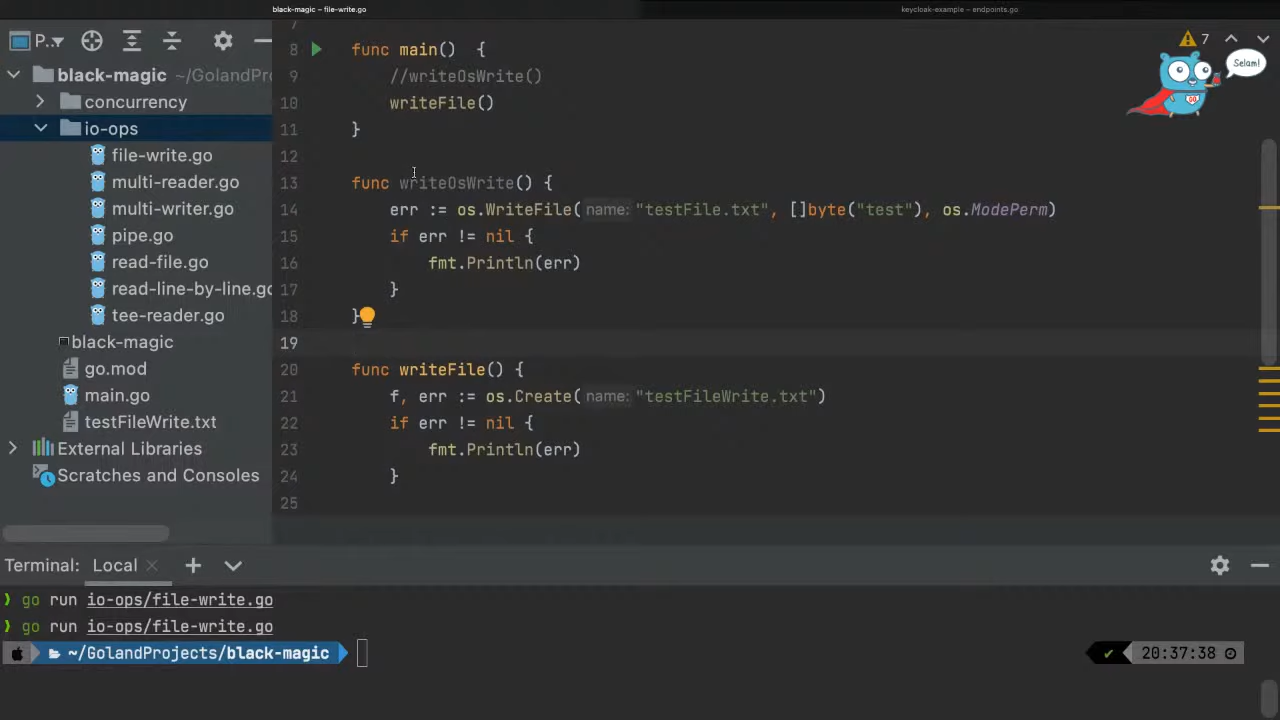 black-magic – file-write.go
keycloak-example – endpoints.go
P..
black-magic ~/GolandPro
concurrency
io-ops
file-write.go
multi-reader.go
multi-writer.go
pipe.go
read-file.go
read-line-by-line.go
tee-reader.go
black-magic
go.mod
main.go
testFileWrite.txt
External Libraries
Scratches and Consoles
7
8 func main() {
9 //writeOsWrite()
10 writeFile()
11 }
12
13 func writeOsWrite() {
14 err := os.WriteFile( name: "testFile.txt", []byte("test"), os.ModePerm)
15 if err != nil {
16 fmt.Println(err)
17 }
18 }
19
20 func writeFile() {
21 f, err := os.Create( name: "testFileWrite.txt")
22 if err != nil {
23 fmt.Println(err)
24 }
25
7
Selam!
GO
Terminal: Local
go run io-ops/file-write.go
go run io-ops/file-write.go
~/GolandProjects/black-magic
20:37:38